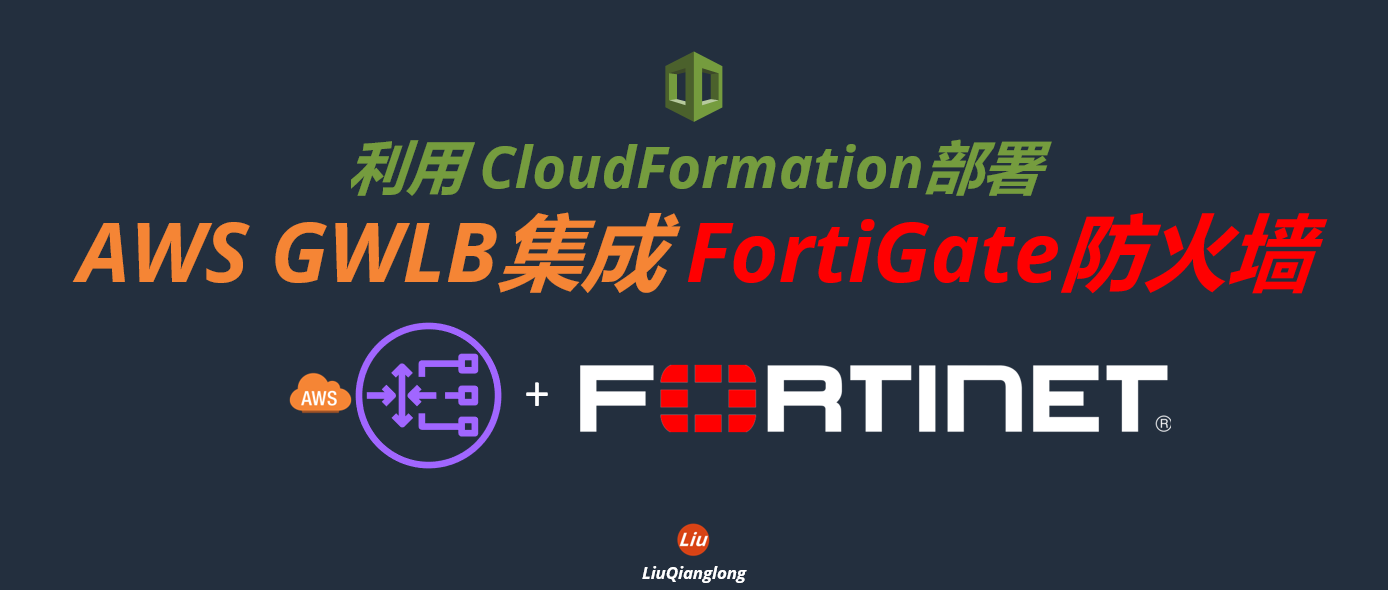 利用 CloudFormation部署
AWS GWLB集成 FortiGate防火墙
AWS
+
FORTINET®
Liu
LiuQianglong